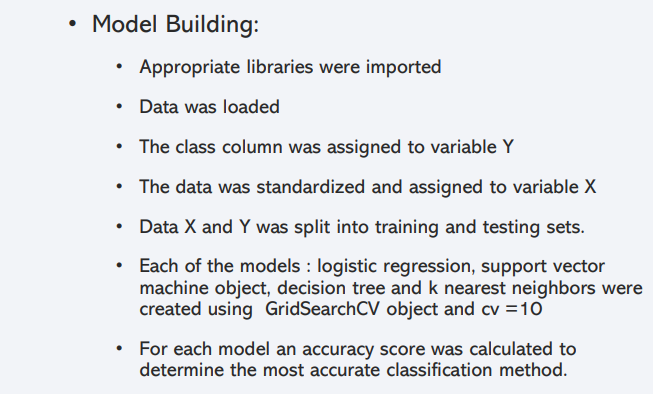 • Model Building:
• Appropriate libraries were imported
• Data was loaded
• The class column was assigned to variable Y
• The data was standardized and assigned to variable X
• Data X and Y was split into training and testing sets.
• Each of the models : logistic regression, support vector
machine object, decision tree and k nearest neighbors were
created using  GridSearchCV object and cv =10
• For each model an accuracy score was calculated to
determine the most accurate classification method.